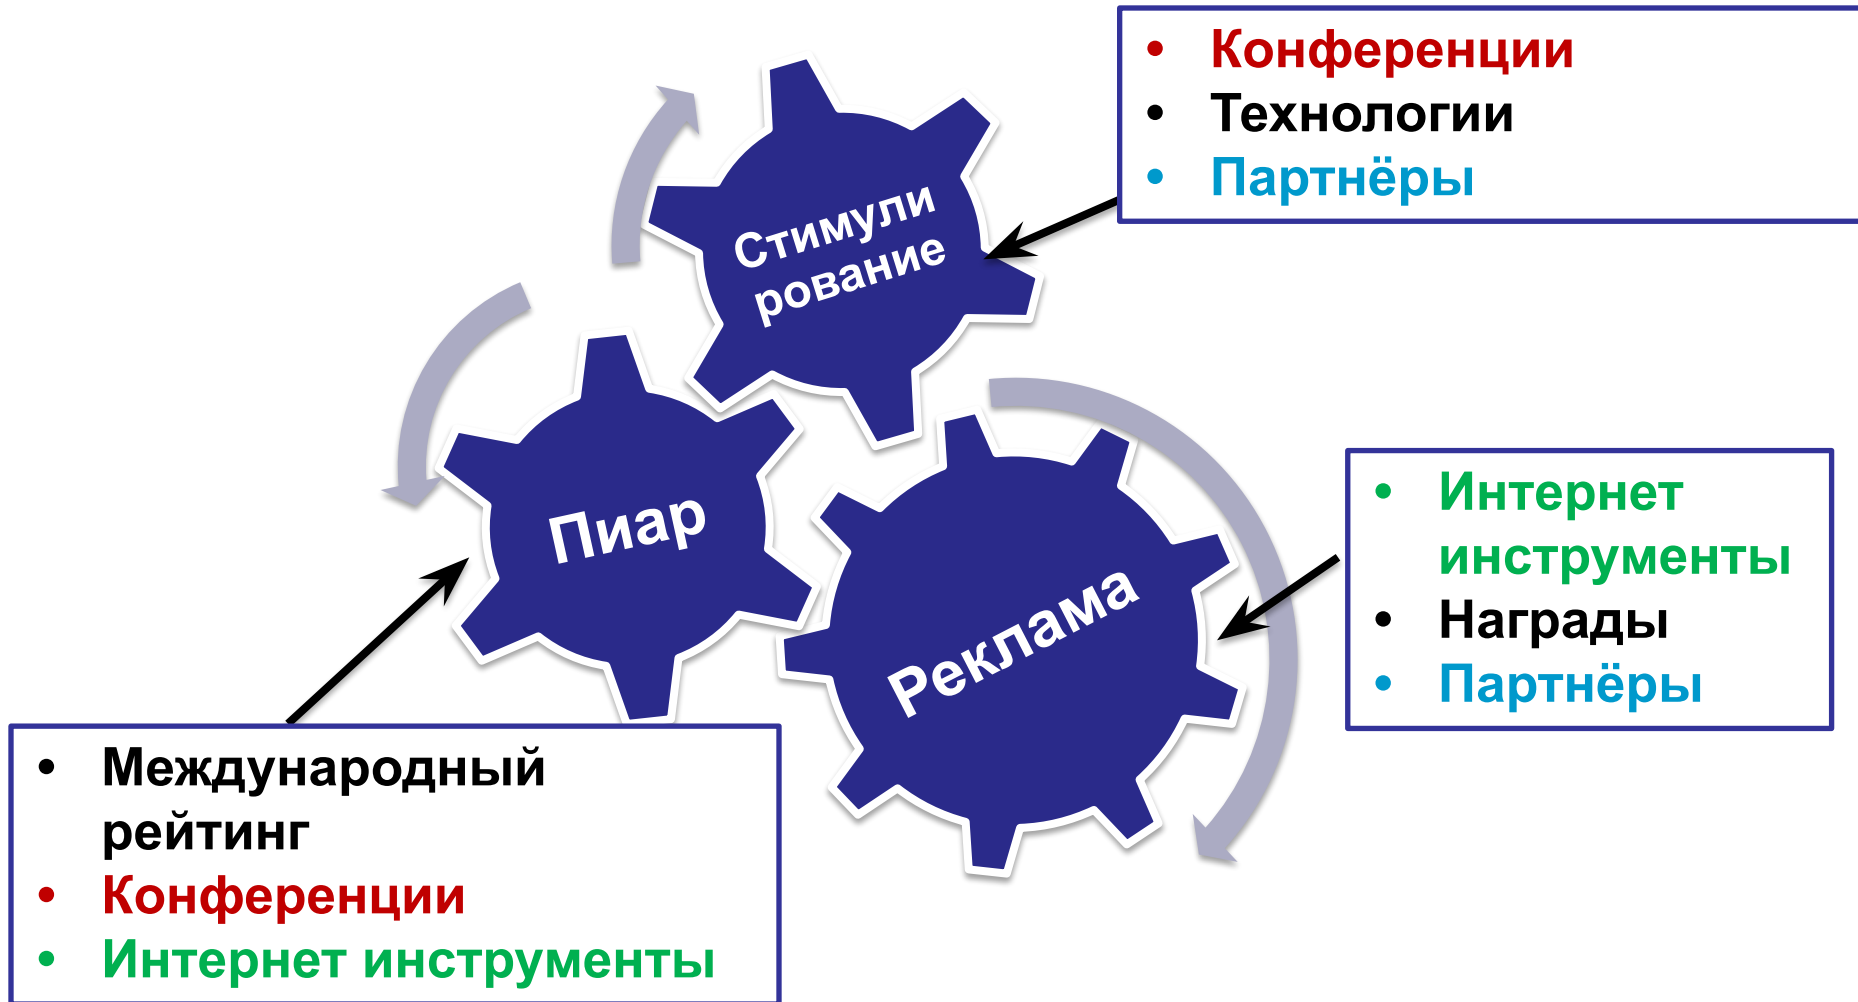 • Конференции
• Технологии
• Партнёры
Стимули
рование
Пиар
Реклама
• Интернет
инструменты
• Награды
• Партнёры
• Международный
рейтинг
• Конференции
• Интернет инструменты